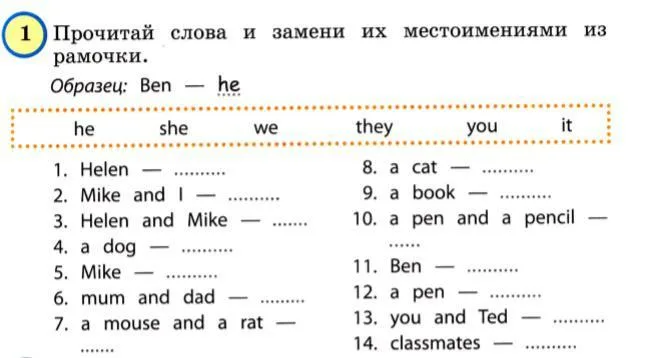 1 Прочитай слова и замени их местоимениями из
рамочки.
Образец: Ben — he
he she we they you it
1. Helen — ..........
2. Mike and I — ..........
3. Helen and Mike — .......
4. a dog — ..........
5. Mike — ..........
6. mum and dad — .........
7. a mouse and a rat —
.......
8. a cat — ..........
9. a book — ..........
10. a pen and a pencil —
......
11. Ben — ..........
12. a pen — ..........
13. you and Ted — ..........
14. classmates — ..........